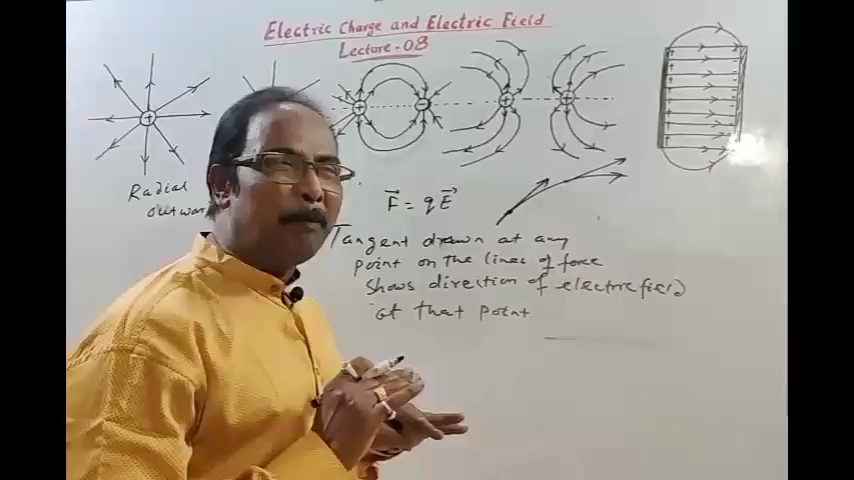 Electric Charge and Electric Field
Lecture-08
+
+
-
+
+
Radial
outwar
F = qE
Tangent drawn at any
point on the lines of force
shows direction of electric field
at that point